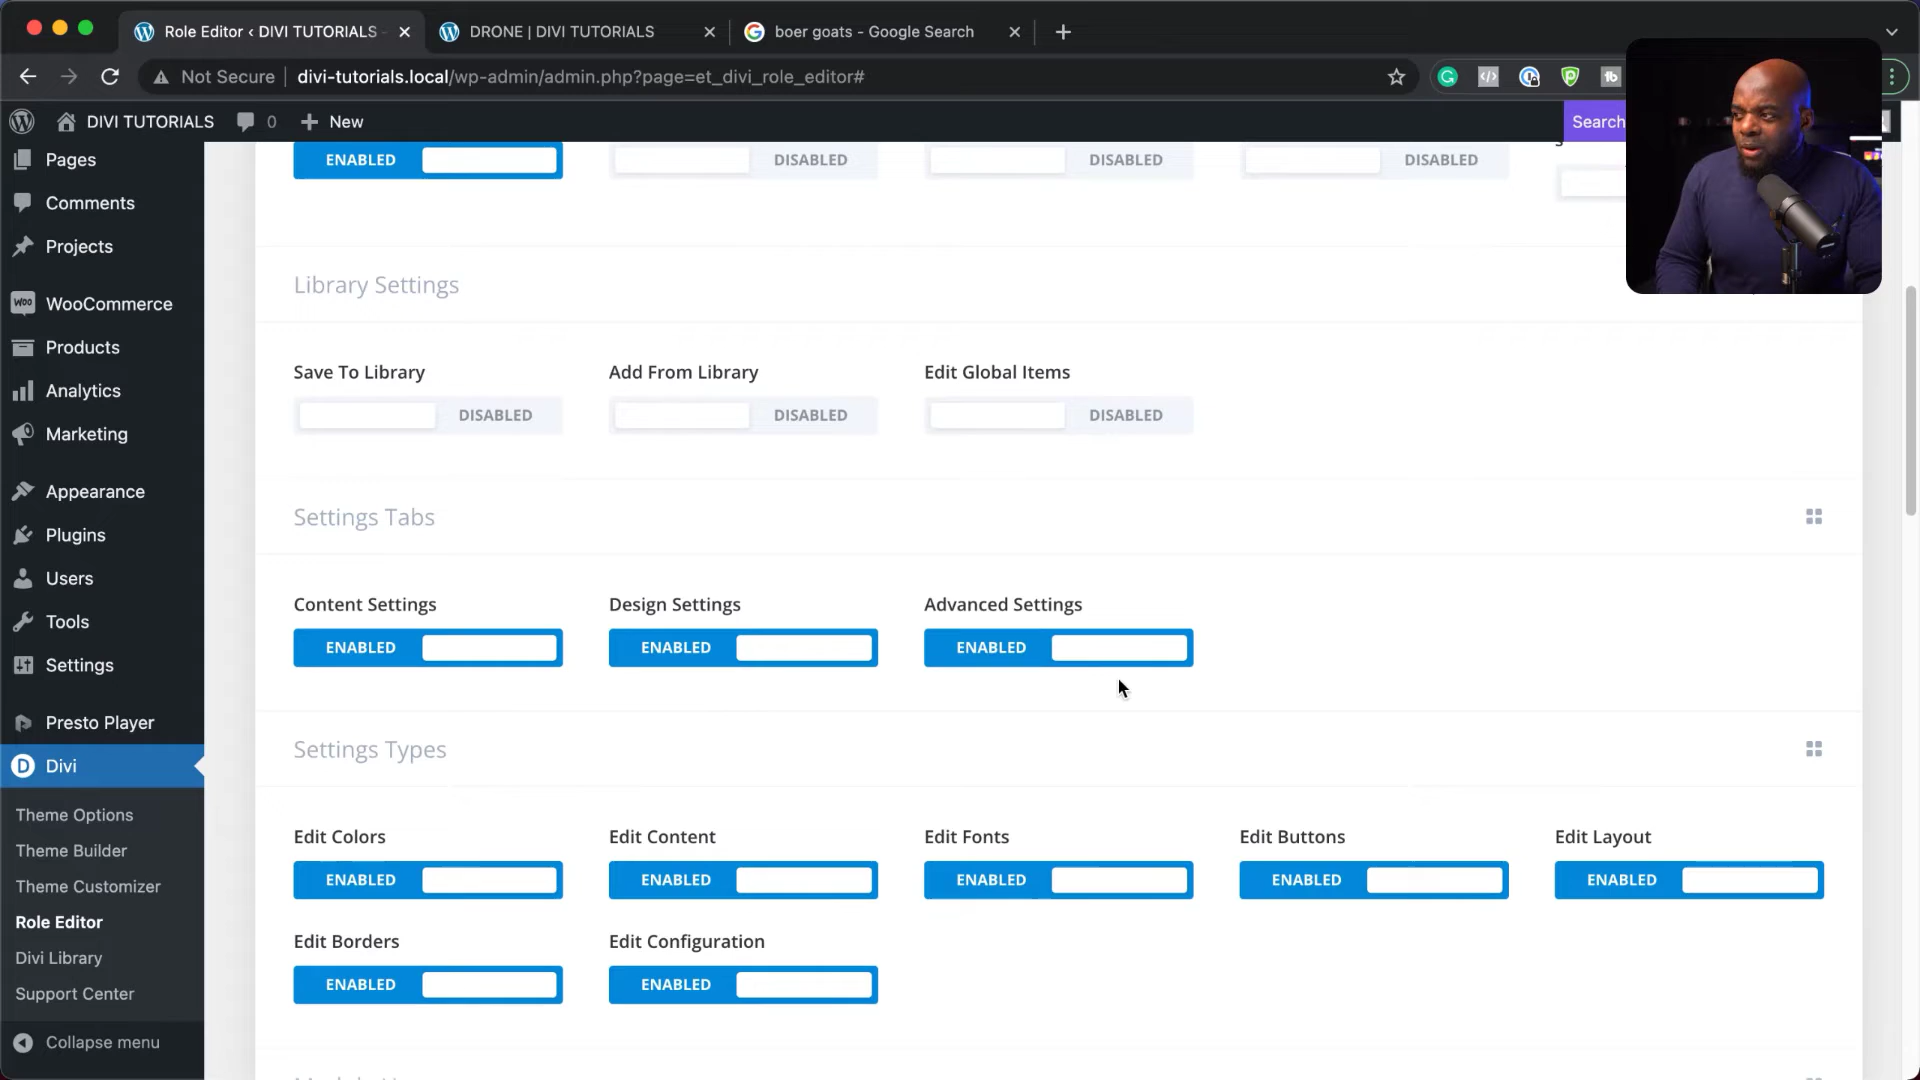 Role Editor ‹ DIVI TUTORIALS -
DRONE | DIVI TUTORIALS
boer goats - Google Search
Not Secure
divi-tutorials.local/wp-admin/admin.php?page=et_divi_role_editor#
DIVI TUTORIALS
0
New
Search
Pages
Comments
Projects
WOO WooCommerce
Products
Analytics
Marketing
Appearance
Plugins
Users
Tools
Settings
Presto Player
D Divi
Theme Options
Theme Builder
Theme Customizer
Role Editor
Divi Library
Support Center
Collapse menu
ENABLED
DISABLED
DISABLED
DISABLED
Library Settings
Save To Library
Add From Library
Edit Global Items
DISABLED
DISABLED
DISABLED
Settings Tabs
Content Settings
Design Settings
Advanced Settings
ENABLED
ENABLED
ENABLED
Settings Types
Edit Colors
Edit Content
Edit Fonts
Edit Buttons
Edit Layout
ENABLED
ENABLED
ENABLED
ENABLED
ENABLED
Edit Borders
Edit Configuration
ENABLED
ENABLED